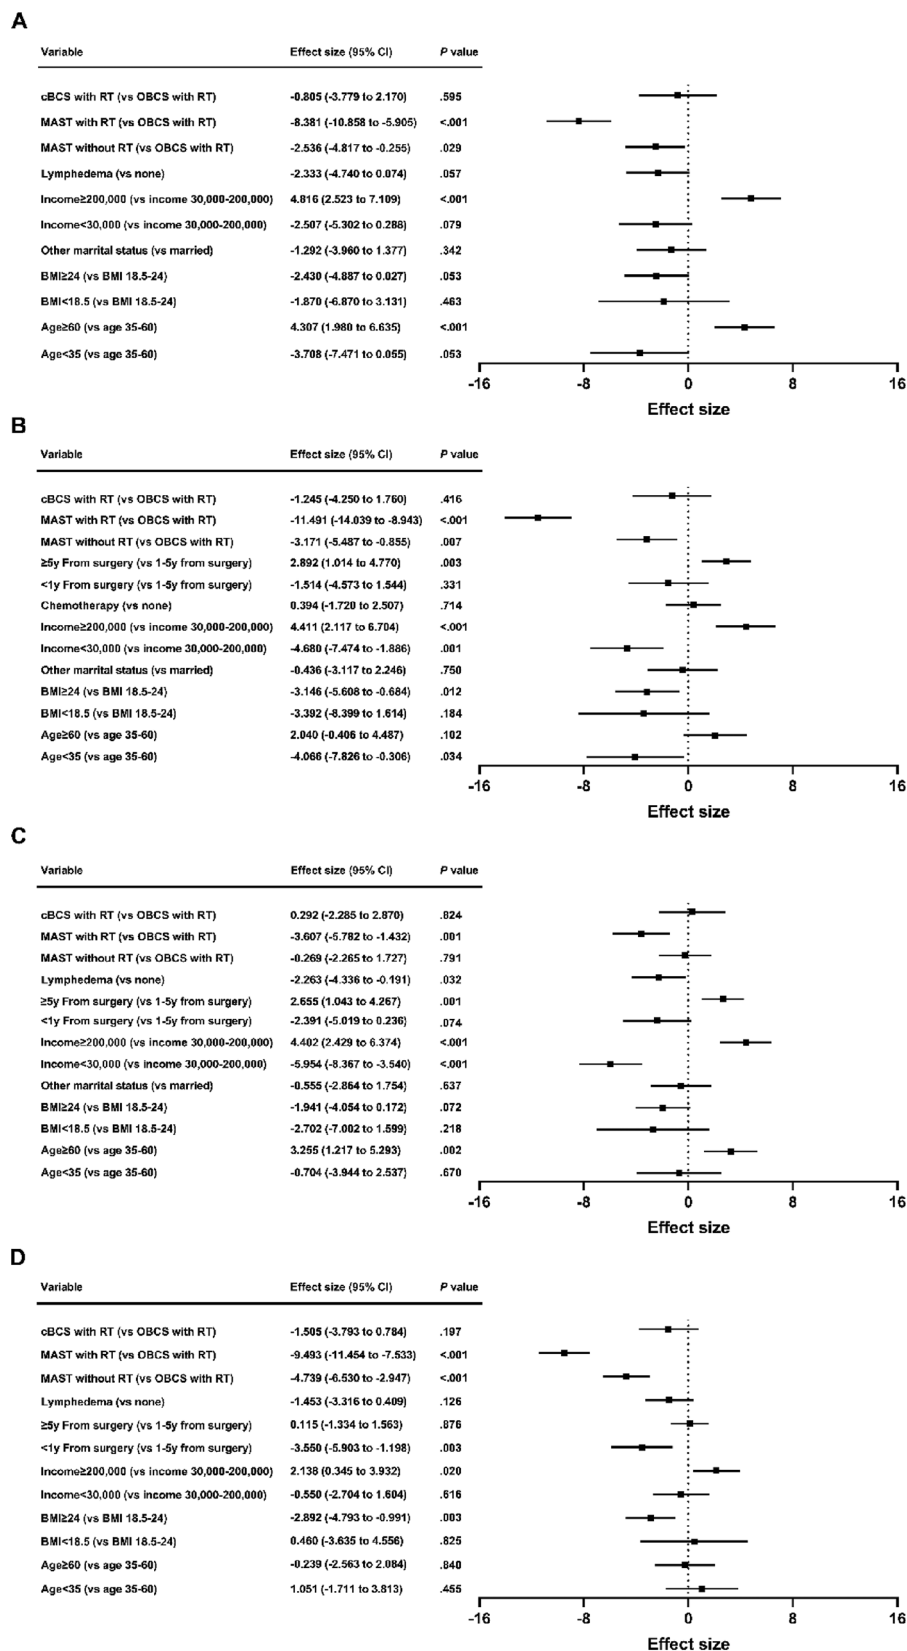 A
Variable Effect size (95% CI) P value
cBCS with RT (vs OBCS with RT) -0.805 (-3.779 to 2.170) .595
MAST with RT (vs OBCS with RT) -8.381 (-10.858 to -5.905) <.001
MAST without RT (vs OBCS with RT) -2.536 (-4.817 to -0.255) .029
Lymphedema (vs none) -2.333 (-4.740 to 0.074) .057
Income≥200,000 (vs income 30,000-200,000) 4.816 (2.523 to 7.109) <.001
Income<30,000 (vs income 30,000-200,000) -2.507 (-5.302 to 0.288) .079
Other marrital status (vs married) -1.292 (-3.960 to 1.377) .342
BMI≥24 (vs BMI 18.5-24) -2.430 (-4.887 to 0.027) .053
BMI<18.5 (vs BMI 18.5-24) -1.870 (-6.870 to 3.131) .463
Age≥60 (vs age 35-60) 4.307 (1.980 to 6.635) <.001
Age<35 (vs age 35-60) -3.708 (-7.471 to 0.055) .053
-16 -8 0 8 16
Effect size
B
Variable Effect size (95% CI) P value
cBCS with RT (vs OBCS with RT) -1.245 (-4.250 to 1.760) .416
MAST with RT (vs OBCS with RT) -11.491 (-14.039 to -8.943) <.001
MAST without RT (vs OBCS with RT) -3.171 (-5.487 to -0.855) .007
≥5y From surgery (vs 1-5y from surgery) 2.892 (1.014 to 4.770) .003
<1y From surgery (vs 1-5y from surgery) -1.514 (-4.573 to 1.544) .331
Chemotherapy (vs none) 0.394 (-1.720 to 2.507) .714
Income≥200,000 (vs income 30,000-200,000) 4.411 (2.117 to 6.704) <.001
Income<30,000 (vs income 30,000-200,000) -4.680 (-7.474 to -1.886) .001
Other marrital status (vs married) -0.436 (-3.117 to 2.246) .750
BMI≥24 (vs BMI 18.5-24) -3.146 (-5.608 to -0.684) .012
BMI<18.5 (vs BMI 18.5-24) -3.392 (-8.399 to 1.614) .184
Age≥60 (vs age 35-60) 2.040 (-0.406 to 4.487) .102
Age<35 (vs age 35-60) -4.066 (-7.826 to -0.306) .034
-16 -8 0 8 16
Effect size
C
Variable Effect size (95% CI) P value
cBCS with RT (vs OBCS with RT) 0.292 (-2.285 to 2.870) .824
MAST with RT (vs OBCS with RT) -3.607 (-5.782 to -1.432) .001
MAST without RT (vs OBCS with RT) -0.269 (-2.265 to 1.727) .791
Lymphedema (vs none) -2.263 (-4.336 to -0.191) .032
≥5y From surgery (vs 1-5y from surgery) 2.655 (1.043 to 4.267) .001
<1y From surgery (vs 1-5y from surgery) -2.391 (-5.019 to 0.236) .074
Income≥200,000 (vs income 30,000-200,000) 4.402 (2.429 to 6.374) <.001
Income<30,000 (vs income 30,000-200,000) -5.954 (-8.367 to -3.540) <.001
Other marrital status (vs married) -0.555 (-2.864 to 1.754) .637
BMI≥24 (vs BMI 18.5-24) -1.941 (-4.054 to 0.172) .072
BMI<18.5 (vs BMI 18.5-24) -2.702 (-7.002 to 1.599) .218
Age≥60 (vs age 35-60) 3.255 (1.217 to 5.293) .002
Age<35 (vs age 35-60) -0.704 (-3.944 to 2.537) .670
-16 -8 0 8 16
Effect size
D
Variable Effect size (95% CI) P value
cBCS with RT (vs OBCS with RT) -1.505 (-3.793 to 0.784) .197
MAST with RT (vs OBCS with RT) -9.493 (-11.454 to -7.533) <.001
MAST without RT (vs OBCS with RT) -4.739 (-6.530 to -2.947) <.001
Lymphedema (vs none) -1.453 (-3.316 to 0.409) .126
≥5y From surgery (vs 1-5y from surgery) 0.115 (-1.334 to 1.563) .876
<1y From surgery (vs 1-5y from surgery) -3.550 (-5.903 to -1.198) .003
Income≥200,000 (vs income 30,000-200,000) 2.138 (0.345 to 3.932) .020
Income<30,000 (vs income 30,000-200,000) -0.550 (-2.704 to 1.604) .616
BMI≥24 (vs BMI 18.5-24) -2.892 (-4.793 to -0.991) .003
BMI<18.5 (vs BMI 18.5-24) 0.460 (-3.635 to 4.556) .825
Age≥60 (vs age 35-60) -0.239 (-2.563 to 2.084) .840
Age<35 (vs age 35-60) 1.051 (-1.711 to 3.813) .455
-16 -8 0 8 16
Effect size